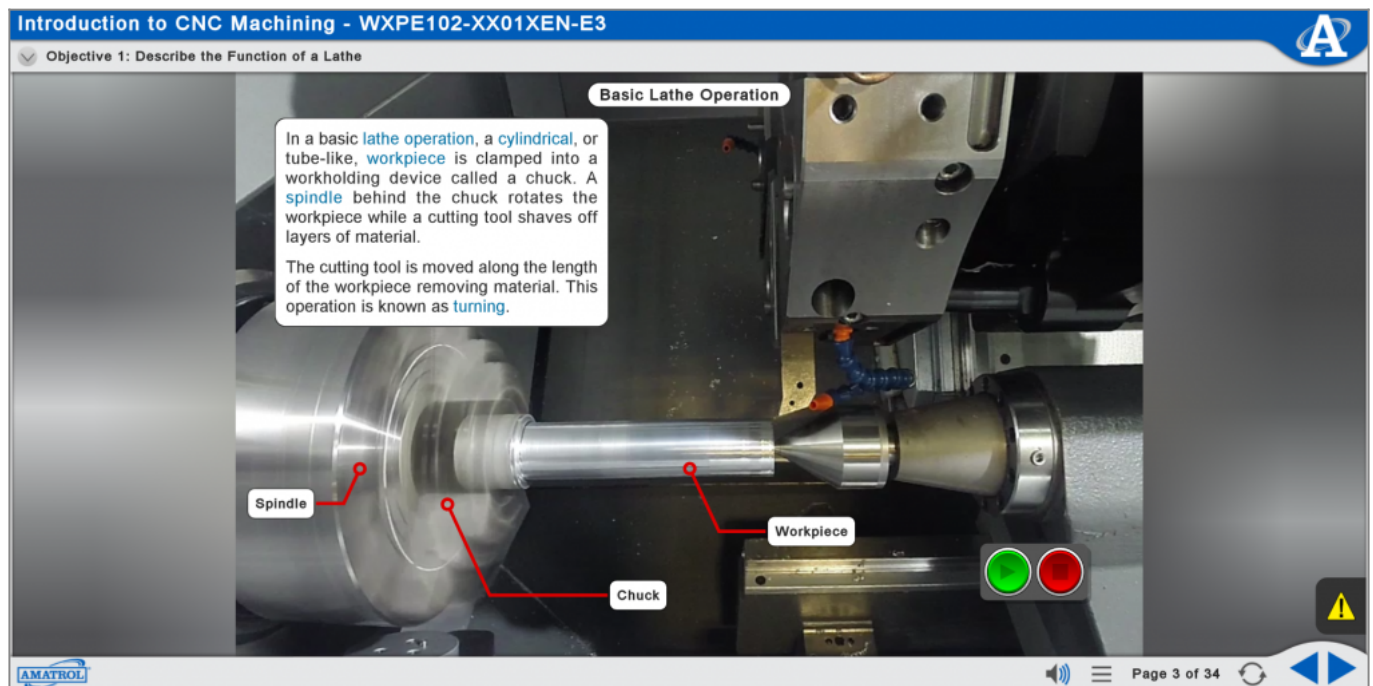 Introduction to CNC Machining - WXPE102-XX01XEN-E3
Objective 1: Describe the Function of a Lathe
A
Basic Lathe Operation
In a basic lathe operation, a cylindrical, or
tube-like, workpiece is clamped into a
workholding device called a chuck. A
spindle behind the chuck rotates the
workpiece while a cutting tool shaves off
layers of material.
The cutting tool is moved along the length
of the workpiece removing material. This
operation is known as turning.
Spindle
Workpiece
Chuck
AMATROL
Page 3 of 34